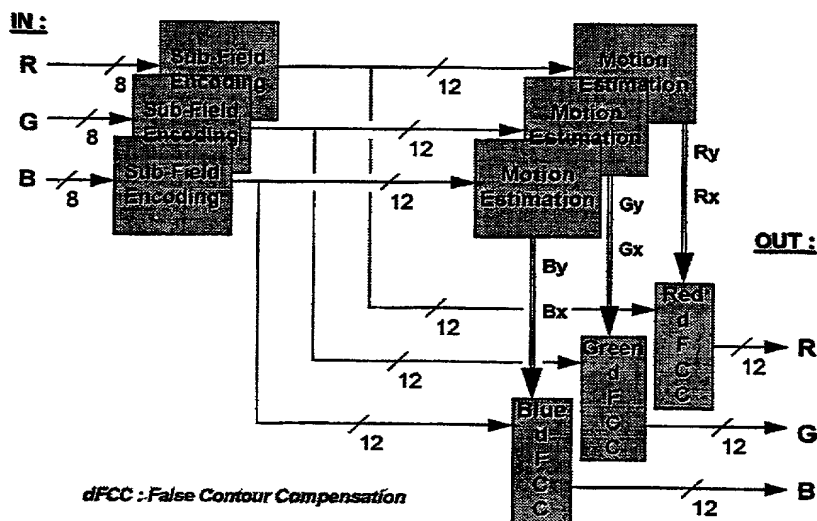 IN :
R
8
Sub-Field
Encoding
12
Motion
Estimation
G
8
Sub-Field
Encoding
12
Motion
Estimation
B
8
Sub-Field
Encoding
12
Motion
Estimation
Ry
Rx
Gy
Gx
By
Bx
OUT :
12
Red
d
F
C
C
12
R
12
Green
d
F
C
C
12
G
12
Blue
d
F
C
C
12
B
dFCC : False Contour Compensation